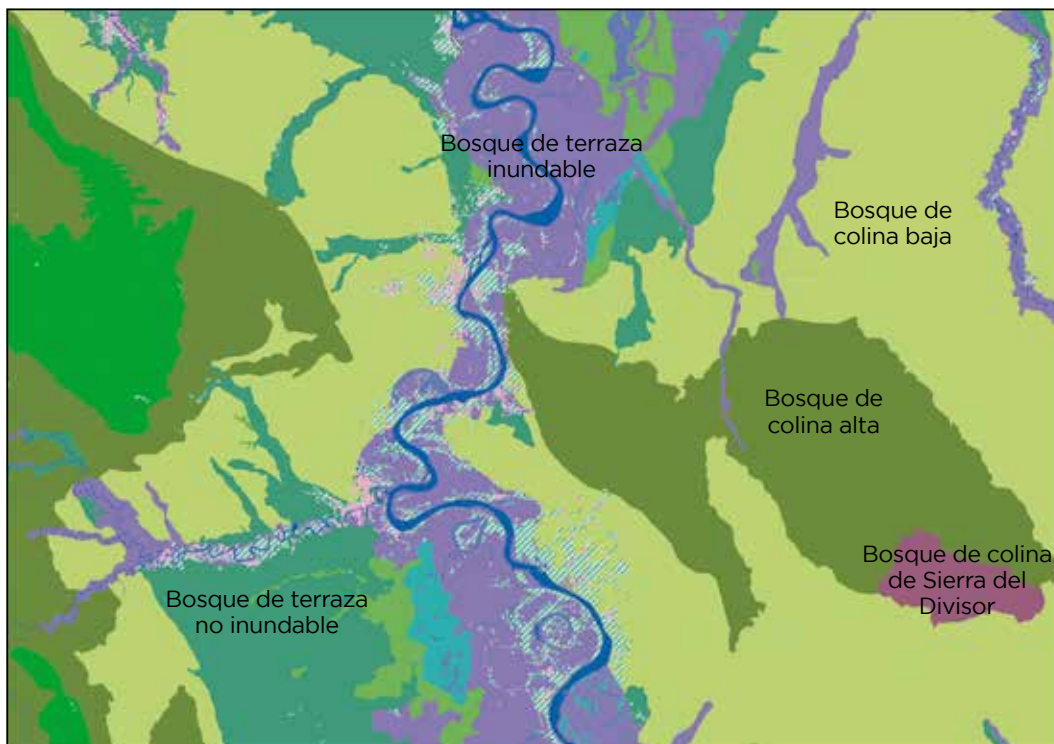 Bosque de terraza
inundable
Bosque de
colina baja
Bosque de
colina alta
Bosque de colina
de Sierra del
Divisor
Bosque de terraza
no inundable